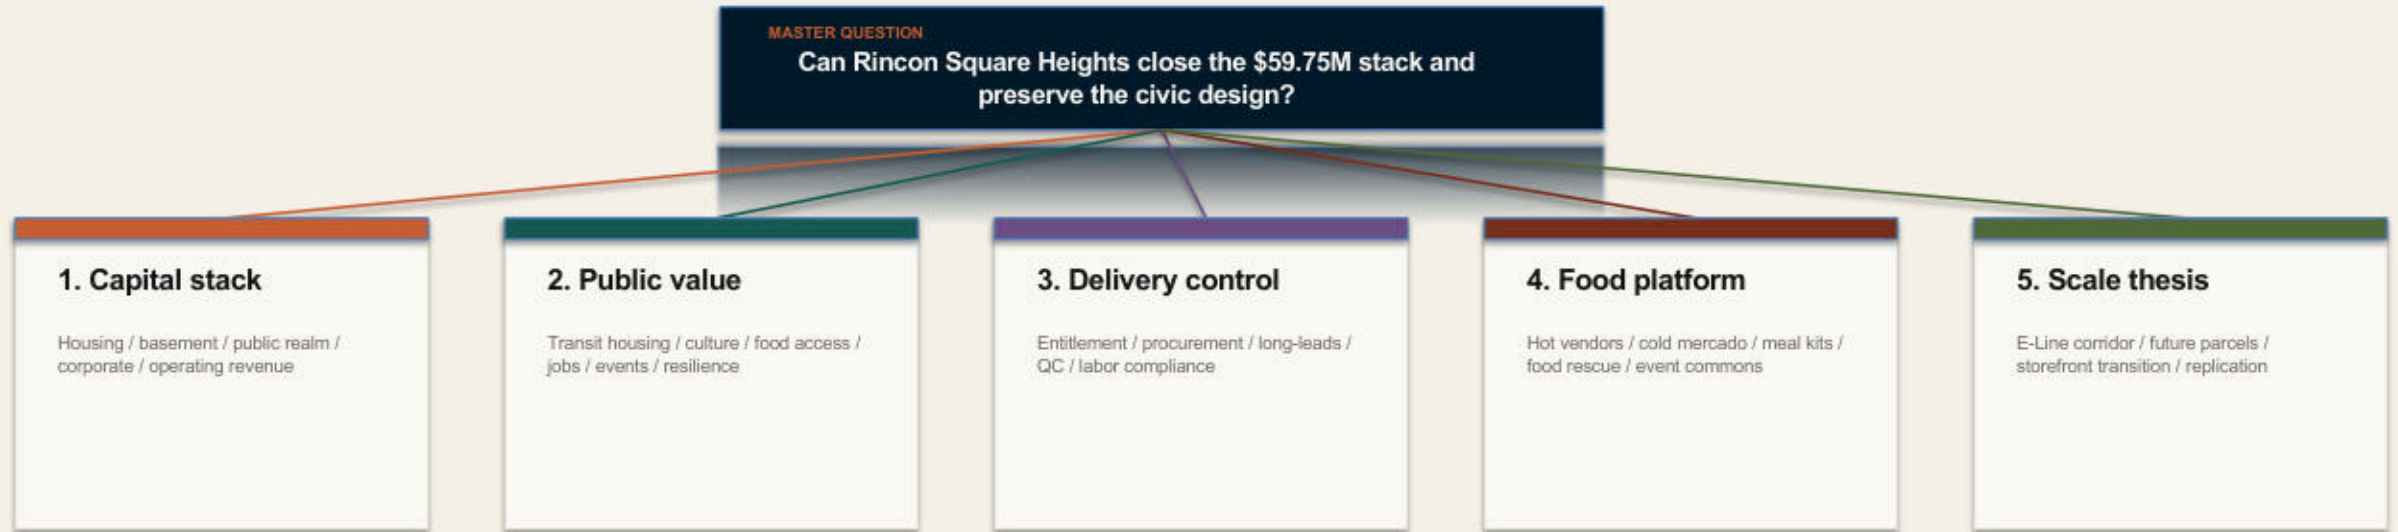 MASTER QUESTION
Can Rincon Square Heights close the $59.75M stack and
preserve the civic design?
1. Capital stack
Housing / basement / public realm /
corporate / operating revenue
2. Public value
Transit housing / culture / food access /
jobs / events / resilience
3. Delivery control
Entitlement / procurement / long-leads /
QC / labor compliance
4. Food platform
Hot vendors / cold mercado / meal kits /
food rescue / event commons
5. Scale thesis
E-Line corridor / future parcels /
storefront transition / replication